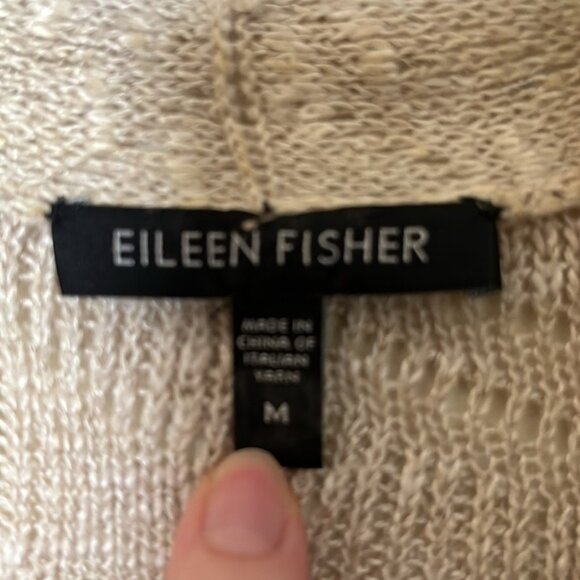 EILEEN FISHER
MADE IN
CHINA OF
ITALIAN
YARN
M